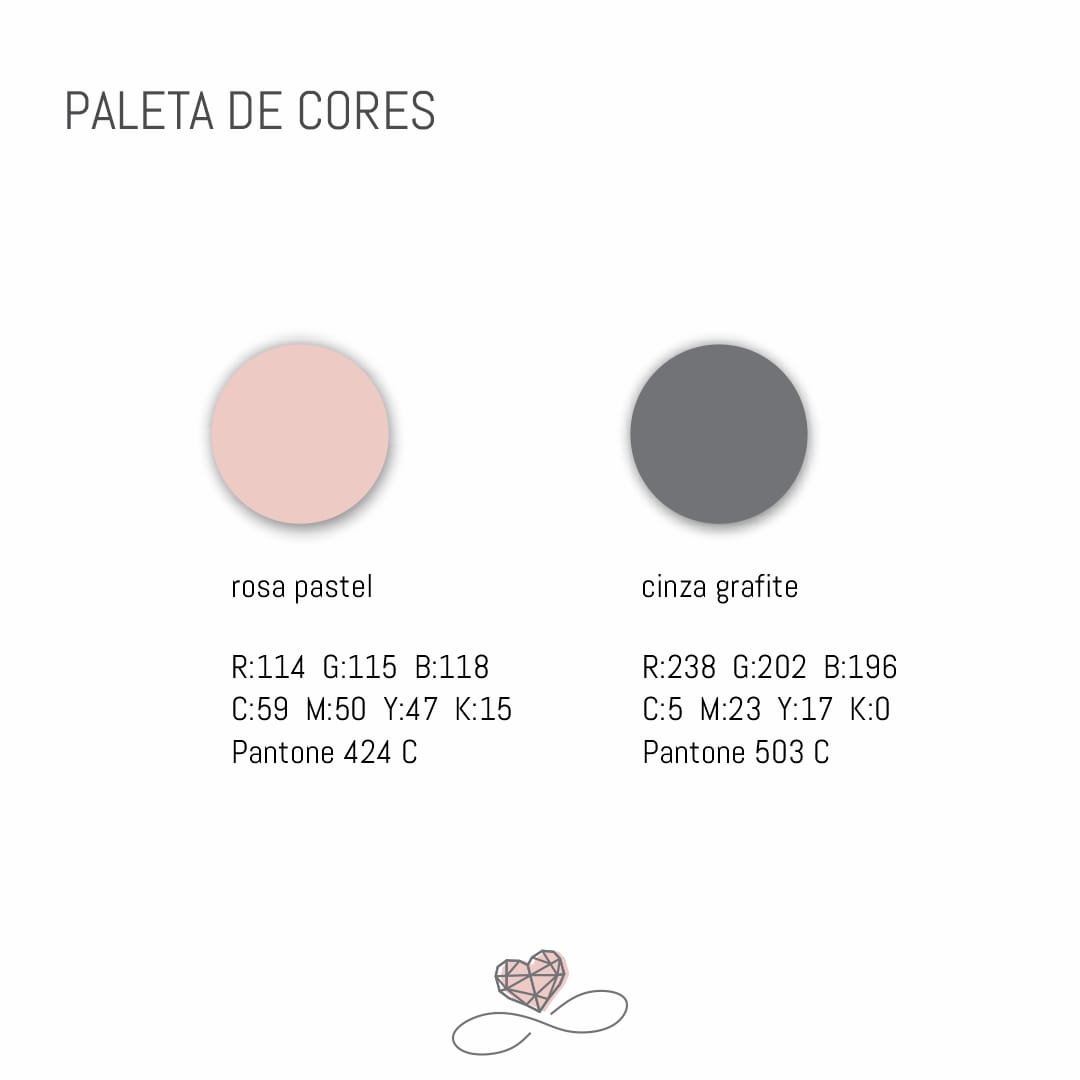 PALETA DE CORES
rosa pastel
R:114 G:115 B:118
C:59 M:50 Y:47 K:15
Pantone 424 C
cinza grafite
R:238 G:202 B:196
C:5 M:23 Y:17 K:0
Pantone 503 C